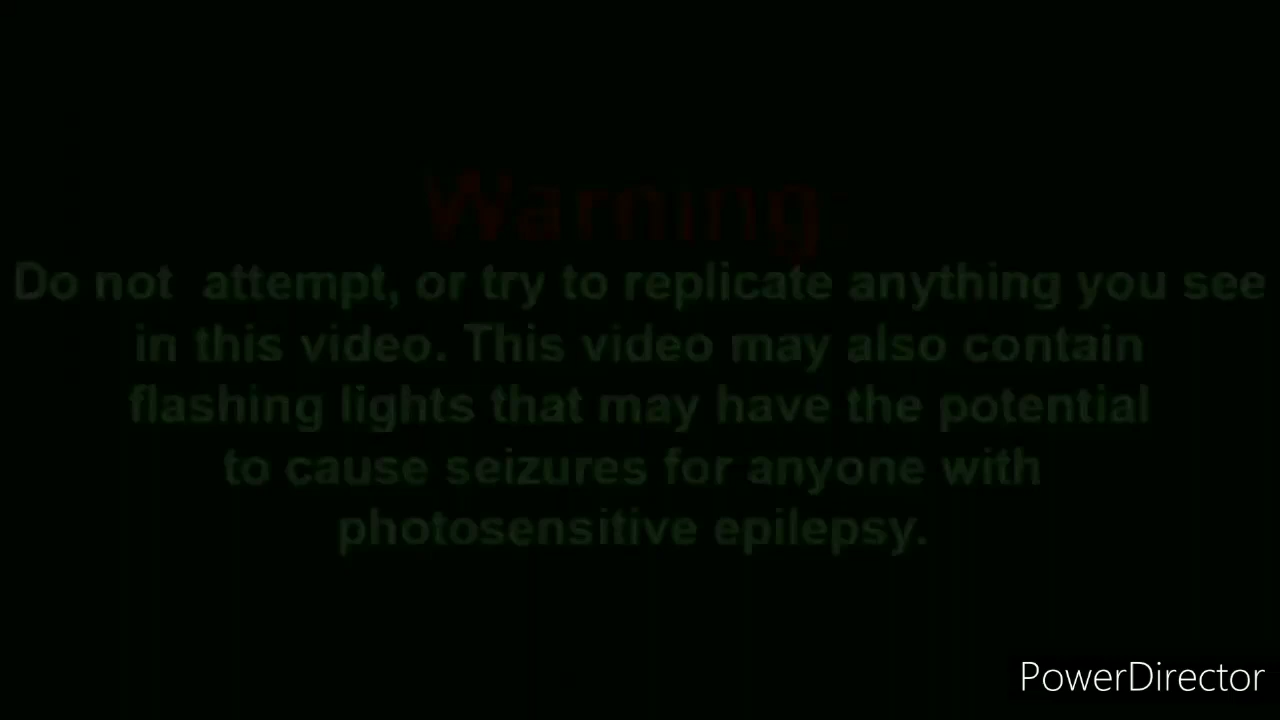 Warning:
Do not  attempt, or try to replicate anything you see
in this video. This video may also contain
flashing lights that may have the potential
to cause seizures for anyone with
photosensitive epilepsy.
PowerDirector